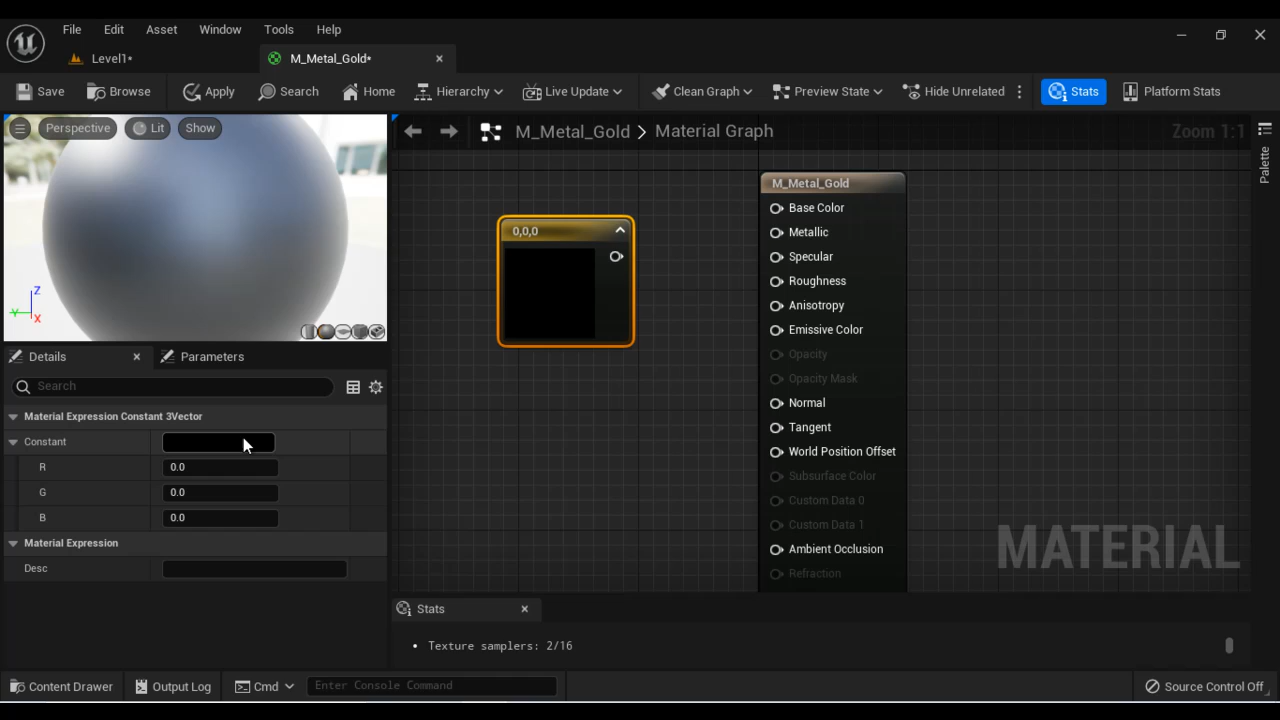 File Edit Asset Window Tools Help
Level1* M_Metal_Gold*
Save Browse Apply Search Home Hierarchy Live Update Clean Graph Preview State Hide Unrelated Stats Platform Stats
Perspective Lit Show
M_Metal_Gold > Material Graph Zoom 1:1
Palette
Z
Y
X
0,0,0
M_Metal_Gold
Base Color
Metallic
Specular
Roughness
Anisotropy
Emissive Color
Opacity
Opacity Mask
Normal
Tangent
World Position Offset
Subsurface Color
Custom Data 0
Custom Data 1
Ambient Occlusion
Refraction
MATERIAL
Details Parameters
Search
Material Expression Constant 3Vector
Constant
R 0.0
G 0.0
B 0.0
Material Expression
Desc
Stats
• Texture samplers: 2/16
Content Drawer Output Log Cmd Enter Console Command Source Control Off